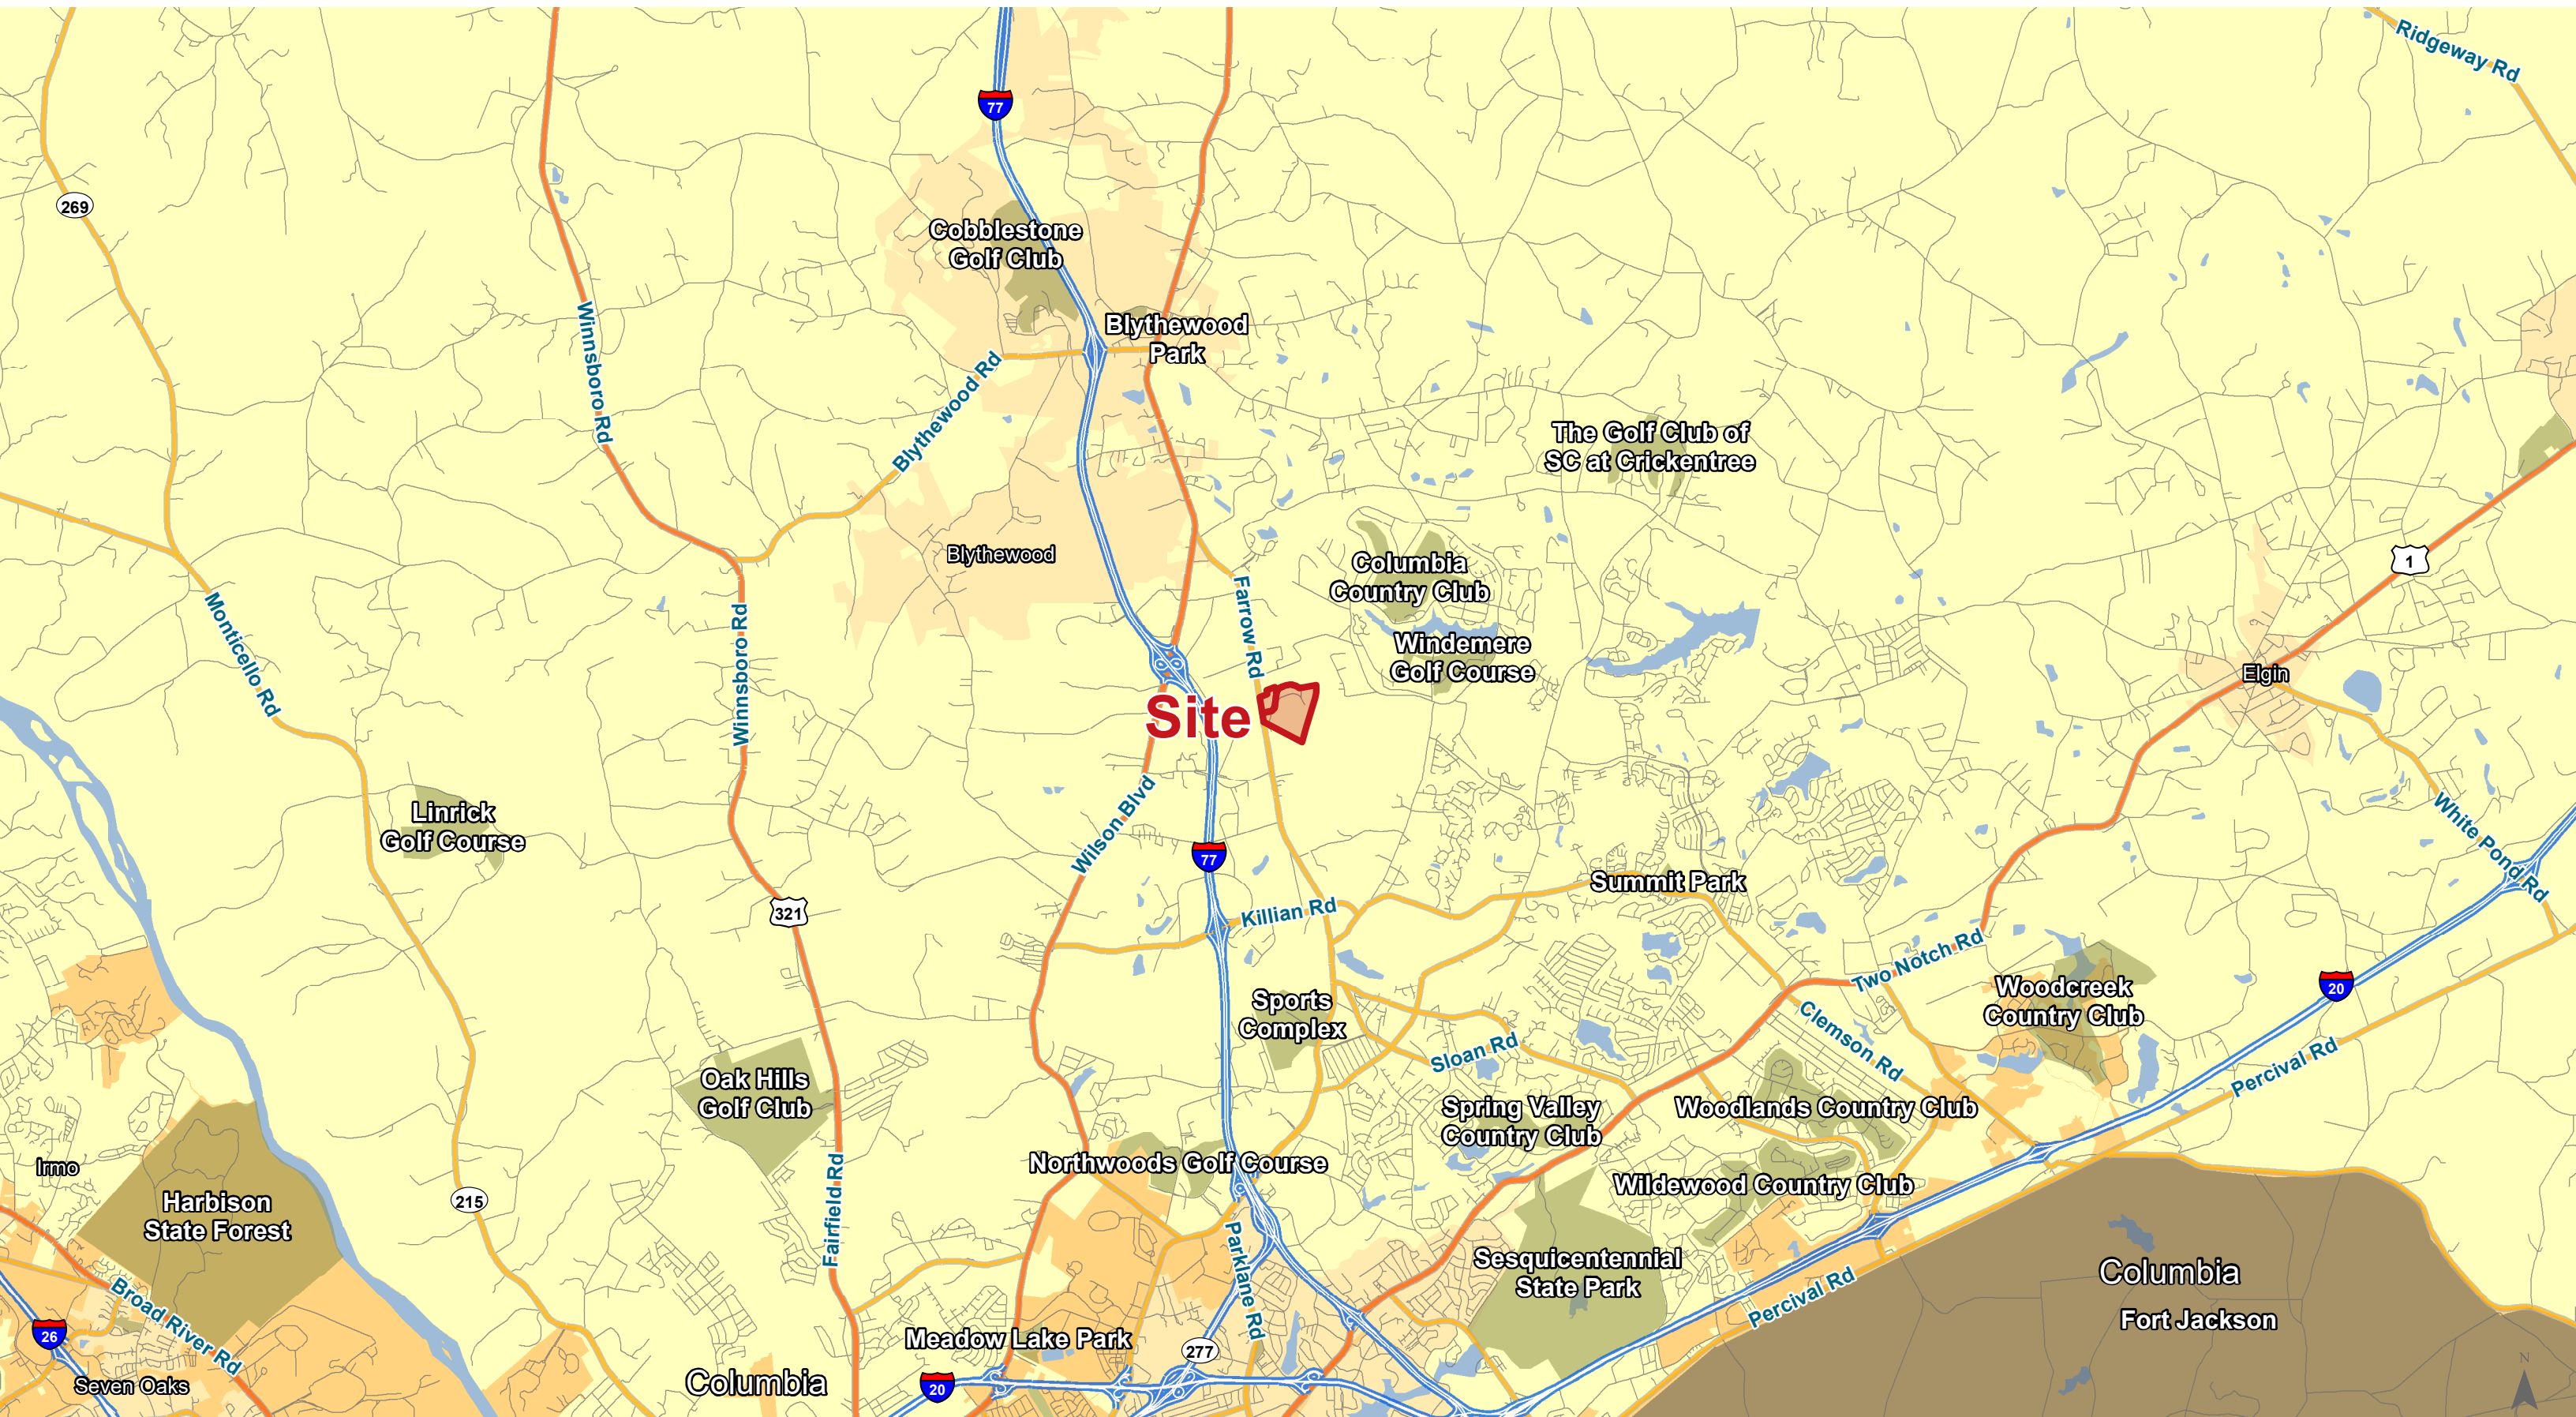 Ridgeway Rd
77
269
Cobblestone
Golf Club
Winnsboro Rd
Blythewood
Park
Blythewood Rd
The Golf Club of
SC at Crickentree
Blythewood
Columbia
Country Club
1
Monticello Rd
Farrow Rd
Winnsboro Rd
Windemere
Golf Course
Elgin
Site
Linrick
Golf Course
Wilson Blvd
77
White Pond Rd
Summit Park
321
Killian Rd
Two Notch Rd
Sports
Complex
Woodcreek
Country Club
20
Sloan Rd
Clemson Rd
Percival Rd
Oak Hills
Golf Club
Spring Valley
Country Club
Woodlands Country Club
Irmo
Northwoods Golf Course
Harbison
State Forest
215
Fairfield Rd
Wildewood Country Club
Parklane Rd
Sesquicentennial
State Park
Columbia
Fort Jackson
Percival Rd
Broad River Rd
26
Meadow Lake Park
277
Seven Oaks
Columbia
20
N